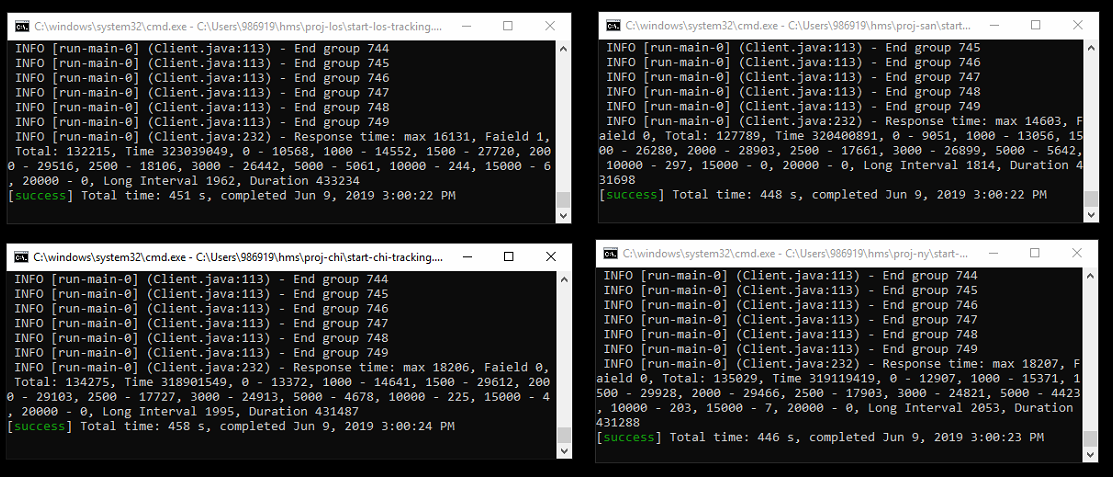 C:\windows\system32\cmd.exe - C:\Users\986919\hms\proj-los\start-los-tracking....
INFO [run-main-0] (Client.java:113) - End group 744
INFO [run-main-0] (Client.java:113) - End group 745
INFO [run-main-0] (Client.java:113) - End group 746
INFO [run-main-0] (Client.java:113) - End group 747
INFO [run-main-0] (Client.java:113) - End group 748
INFO [run-main-0] (Client.java:113) - End group 749
INFO [run-main-0] (Client.java:232) - Response time: max 16131, Faield 1,
Total: 132215, Time 323039049, 0 - 10568, 1000 - 14552, 1500 - 27720, 200
0 - 29516, 2500 - 18106, 3000 - 26442, 5000 - 5061, 10000 - 244, 15000 - 6
, 20000 - 0, Long Interval 1962, Duration 433234
[success] Total time: 451 s, completed Jun 9, 2019 3:00:22 PM
C:\windows\system32\cmd.exe - C:\Users\986919\hms\proj-san\start...
INFO [run-main-0] (Client.java:113) - End group 745
INFO [run-main-0] (Client.java:113) - End group 746
INFO [run-main-0] (Client.java:113) - End group 747
INFO [run-main-0] (Client.java:113) - End group 748
INFO [run-main-0] (Client.java:113) - End group 749
INFO [run-main-0] (Client.java:232) - Response time: max 14603, F
aield 0, Total: 127789, Time 320400891, 0 - 9051, 1000 - 13056, 15
00 - 26280, 2000 - 28903, 2500 - 17661, 3000 - 26899, 5000 - 5642,
10000 - 297, 15000 - 0, 20000 - 0, Long Interval 1814, Duration 4
31698
[success] Total time: 448 s, completed Jun 9, 2019 3:00:22 PM
C:\windows\system32\cmd.exe - C:\Users\986919\hms\proj-chi\start-chi-tracking....
INFO [run-main-0] (Client.java:113) - End group 744
INFO [run-main-0] (Client.java:113) - End group 745
INFO [run-main-0] (Client.java:113) - End group 746
INFO [run-main-0] (Client.java:113) - End group 747
INFO [run-main-0] (Client.java:113) - End group 748
INFO [run-main-0] (Client.java:113) - End group 749
INFO [run-main-0] (Client.java:232) - Response time: max 18206, Faield 0,
Total: 134275, Time 318901549, 0 - 13372, 1000 - 14641, 1500 - 29612, 200
0 - 29103, 2500 - 17727, 3000 - 24913, 5000 - 4678, 10000 - 225, 15000 - 4
, 20000 - 0, Long Interval 1995, Duration 431487
[success] Total time: 458 s, completed Jun 9, 2019 3:00:24 PM
C:\windows\system32\cmd.exe - C:\Users\986919\hms\proj-ny\start-...
INFO [run-main-0] (Client.java:113) - End group 744
INFO [run-main-0] (Client.java:113) - End group 745
INFO [run-main-0] (Client.java:113) - End group 746
INFO [run-main-0] (Client.java:113) - End group 747
INFO [run-main-0] (Client.java:113) - End group 748
INFO [run-main-0] (Client.java:113) - End group 749
INFO [run-main-0] (Client.java:232) - Response time: max 18207, F
aield 0, Total: 135029, Time 319119419, 0 - 12907, 1000 - 15371, 1
500 - 29928, 2000 - 29466, 2500 - 17903, 3000 - 24821, 5000 - 4423
, 10000 - 203, 15000 - 7, 20000 - 0, Long Interval 2053, Duration
431288
[success] Total time: 446 s, completed Jun 9, 2019 3:00:23 PM